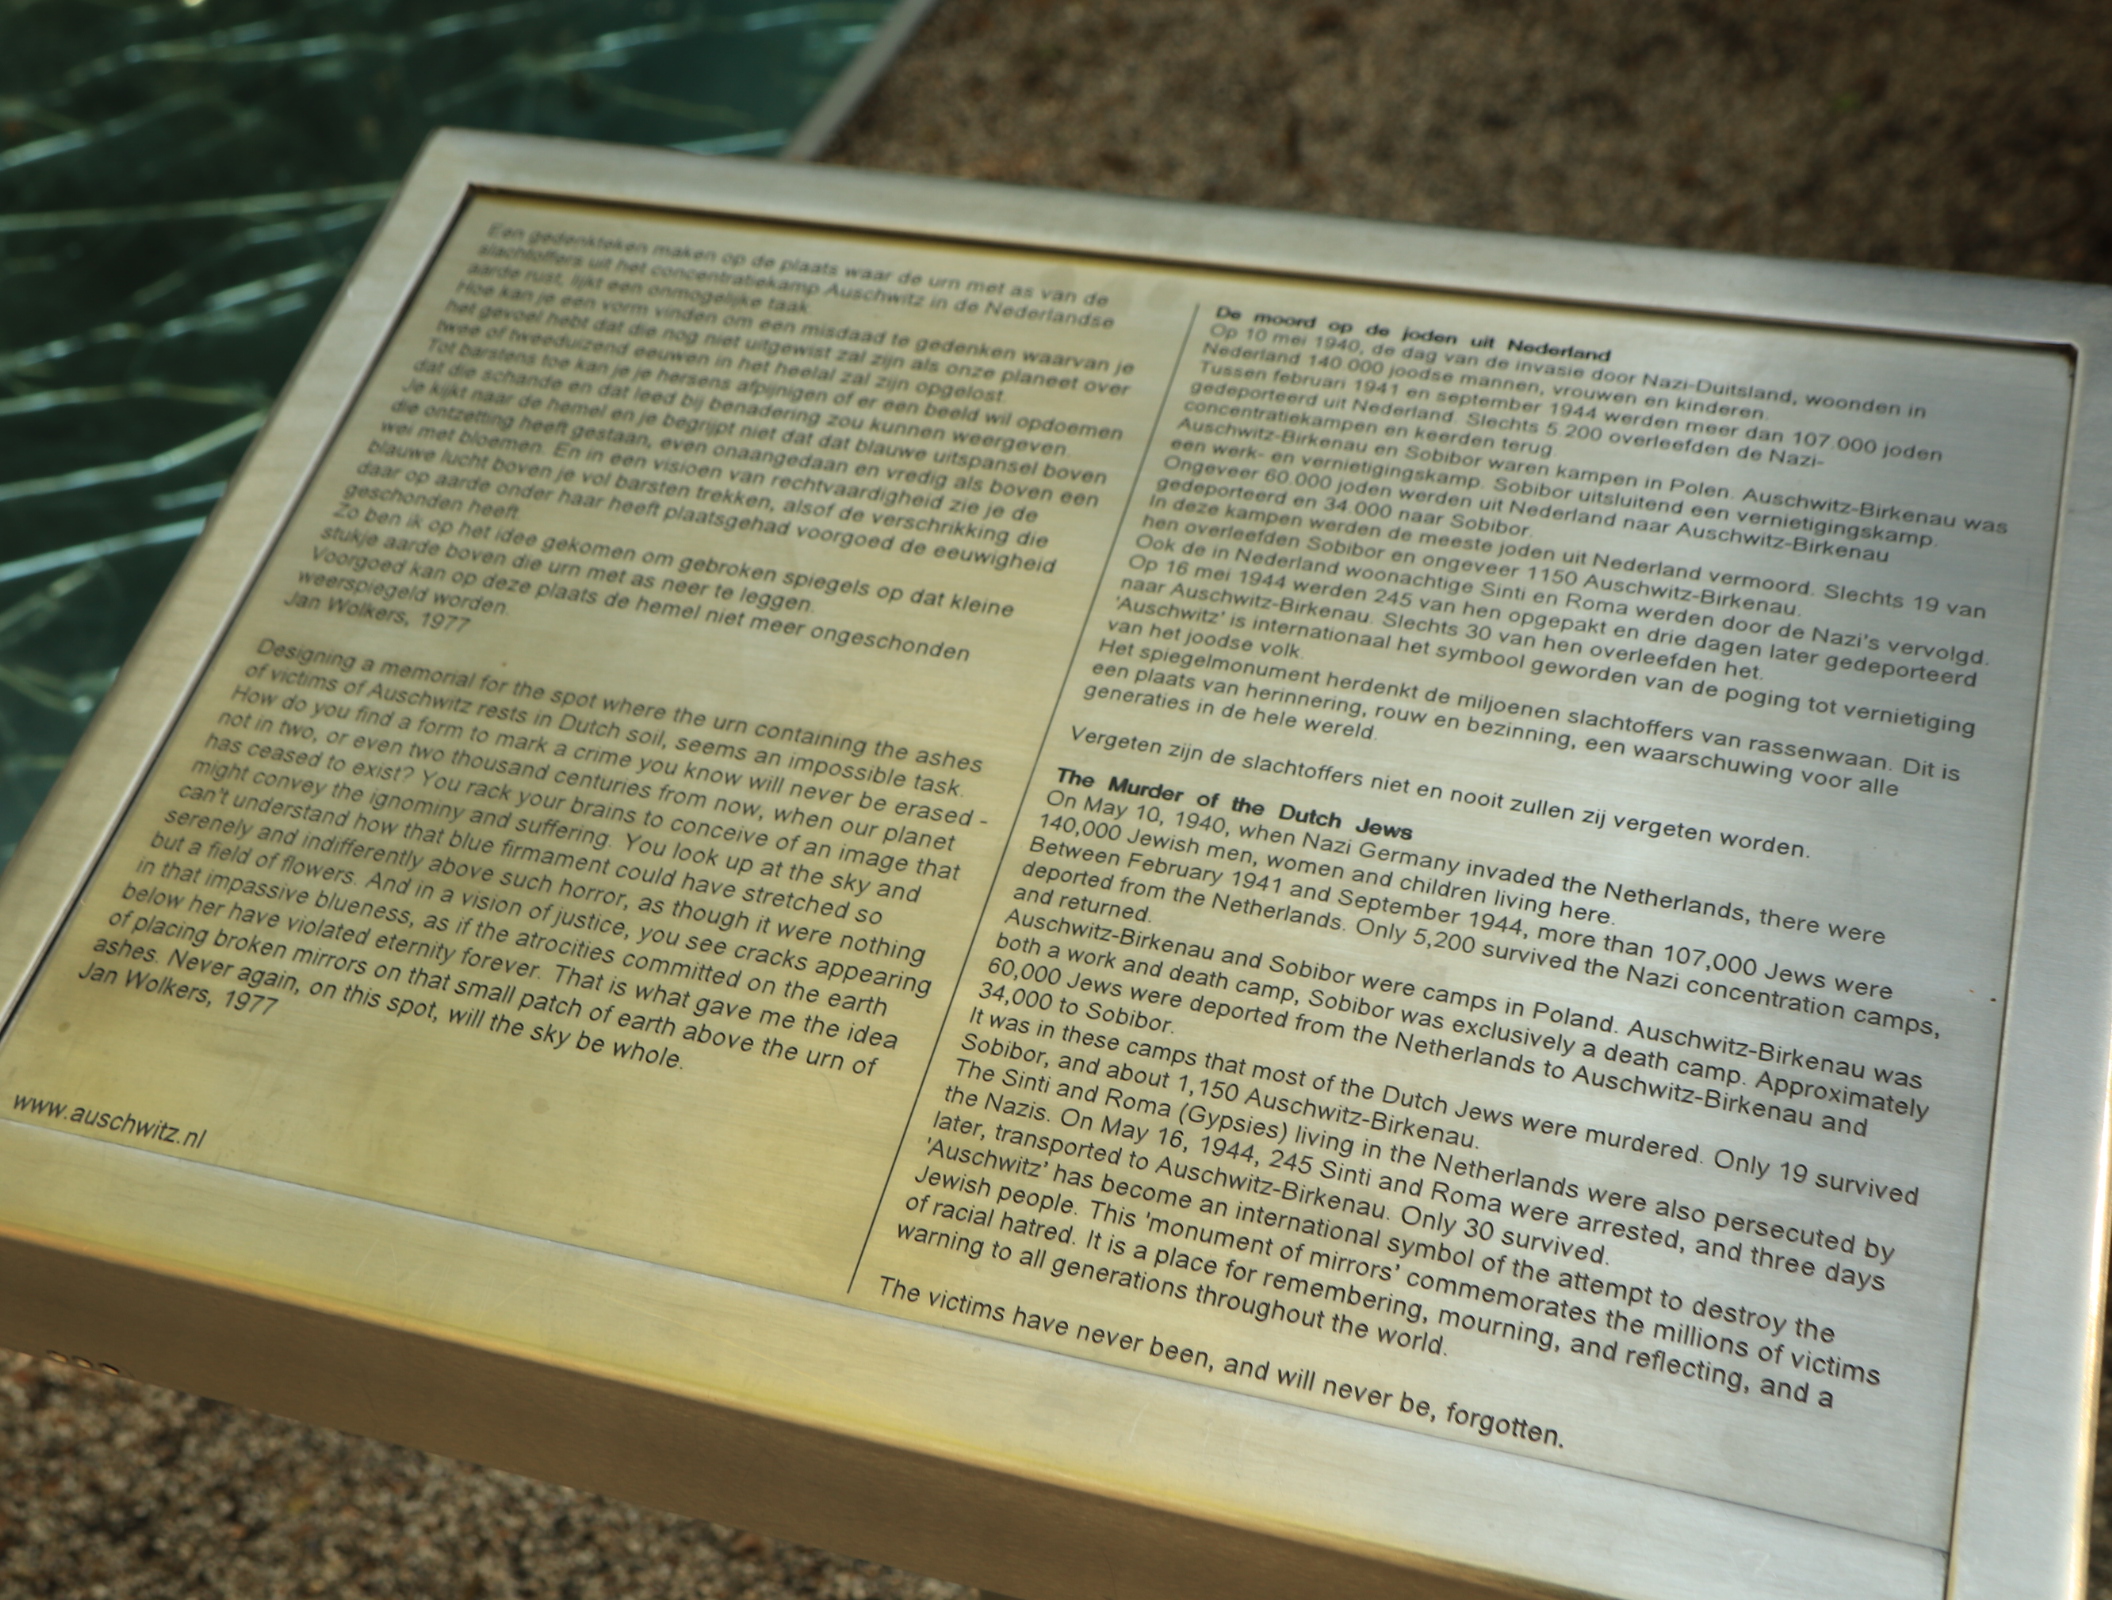 Een gedenkteken maken op de plaats waar de urn met as van de
slachtoffers uit het concentratiekamp Auschwitz in de Nederlandse
aarde rust, lijkt een onmogelijke taak.
Hoe kan je een vorm vinden om een misdaad te gedenken waarvan je
het gevoel hebt dat die nog niet uitgewist zal zijn als onze planeet over
twee of tweeduizend eeuwen in het heelal zal zijn opgelost.
Tot barstens toe kan je je hersens afpijnigen of er een beeld wil opdoemen
dat die schande en dat leed bij benadering zou kunnen weergeven.
Je kijkt naar de hemel en je begrijpt niet dat dat blauwe uitspansel boven
die ontzetting heeft gestaan, even onaangedaan en vredig als boven een
wei met bloemen. En in een visioen van rechtvaardigheid zie je de
blauwe lucht boven je vol barsten trekken, alsof de verschrikking die
daar op aarde onder haar heeft plaatsgehad voorgoed de eeuwigheid
geschonden heeft.
Zo ben ik op het idee gekomen om gebroken spiegels op dat kleine
stukje aarde boven die urn met as neer te leggen.
Voorgoed kan op deze plaats de hemel niet meer ongeschonden
weerspiegeld worden.
Jan Wolkers, 1977
Designing a memorial for the spot where the urn containing the ashes
of victims of Auschwitz rests in Dutch soil, seems an impossible task.
How do you find a form to mark a crime you know will never be erased -
not in two, or even two thousand centuries from now, when our planet
has ceased to exist? You rack your brains to conceive of an image that
might convey the ignominy and suffering. You look up at the sky and
can't understand how that blue firmament could have stretched so
serenely and indifferently above such horror, as though it were nothing
but a field of flowers. And in a vision of justice, you see cracks appearing
in that impassive blueness, as if the atrocities committed on the earth
below her have violated eternity forever. That is what gave me the idea
of placing broken mirrors on that small patch of earth above the urn of
ashes. Never again, on this spot, will the sky be whole.
Jan Wolkers, 1977
www.auschwitz.nl
De moord op de joden uit Nederland
Op 10 mei 1940, de dag van de invasie door Nazi-Duitsland, woonden in
Nederland 140.000 joodse mannen, vrouwen en kinderen.
Tussen februari 1941 en september 1944 werden meer dan 107.000 joden
gedeporteerd uit Nederland. Slechts 5.200 overleefden de Nazi-
concentratiekampen en keerden terug.
Auschwitz-Birkenau en Sobibor waren kampen in Polen. Auschwitz-Birkenau was
een werk- en vernietigingskamp. Sobibor uitsluitend een vernietigingskamp.
Ongeveer 60.000 joden werden uit Nederland naar Auschwitz-Birkenau
gedeporteerd en 34.000 naar Sobibor.
In deze kampen werden de meeste joden uit Nederland vermoord. Slechts 19 van
hen overleefden Sobibor en ongeveer 1150 Auschwitz-Birkenau.
Ook de in Nederland woonachtige Sinti en Roma werden door de Nazi's vervolgd.
Op 16 mei 1944 werden 245 van hen opgepakt en drie dagen later gedeporteerd
naar Auschwitz-Birkenau. Slechts 30 van hen overleefden het.
'Auschwitz' is internationaal het symbool geworden van de poging tot vernietiging
van het joodse volk.
Het spiegelmonument herdenkt de miljoenen slachtoffers van rassenwaan. Dit is
een plaats van herinnering, rouw en bezinning, een waarschuwing voor alle
generaties in de hele wereld.
Vergeten zijn de slachtoffers niet en nooit zullen zij vergeten worden.
The Murder of the Dutch Jews
On May 10, 1940, when Nazi Germany invaded the Netherlands, there were
140,000 Jewish men, women and children living here.
Between February 1941 and September 1944, more than 107,000 Jews were
deported from the Netherlands. Only 5,200 survived the Nazi concentration camps,
and returned.
Auschwitz-Birkenau and Sobibor were camps in Poland. Auschwitz-Birkenau was
both a work and death camp, Sobibor was exclusively a death camp. Approximately
60,000 Jews were deported from the Netherlands to Auschwitz-Birkenau and
34,000 to Sobibor.
It was in these camps that most of the Dutch Jews were murdered. Only 19 survived
Sobibor, and about 1,150 Auschwitz-Birkenau.
The Sinti and Roma (Gypsies) living in the Netherlands were also persecuted by
the Nazis. On May 16, 1944, 245 Sinti and Roma were arrested, and three days
later, transported to Auschwitz-Birkenau. Only 30 survived.
'Auschwitz' has become an international symbol of the attempt to destroy the
Jewish people. This 'monument of mirrors' commemorates the millions of victims
of racial hatred. It is a place for remembering, mourning, and reflecting, and a
warning to all generations throughout the world.
The victims have never been, and will never be, forgotten.